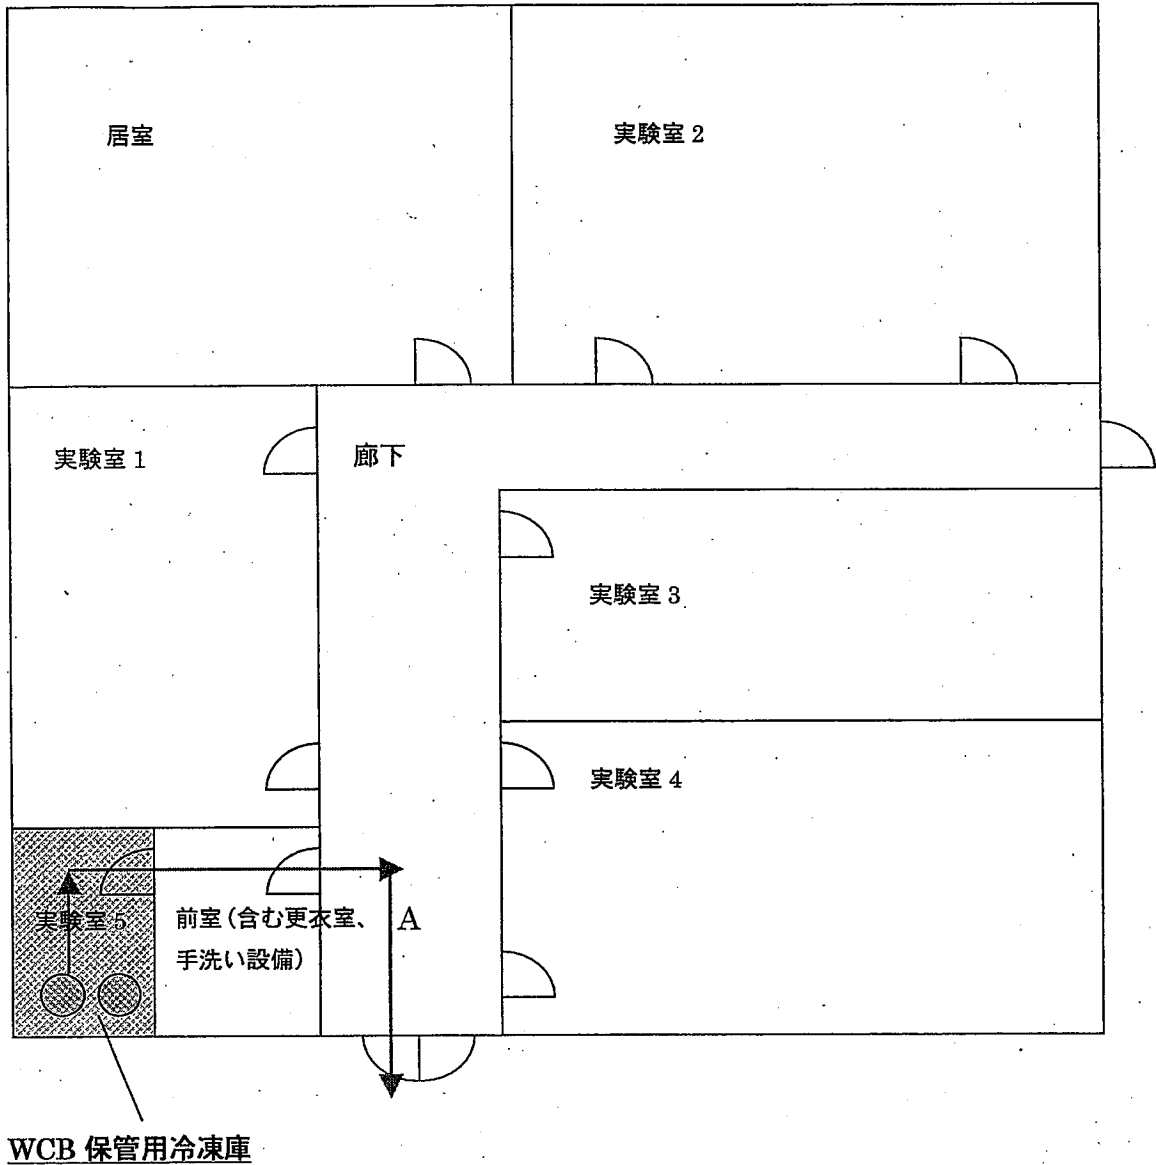 居室
実験室 2
実験室 1
廊下
実験室 3
実験室 4
実験室 5
前室（含む更衣室、
手洗い設備）
A
WCB 保管用冷凍庫